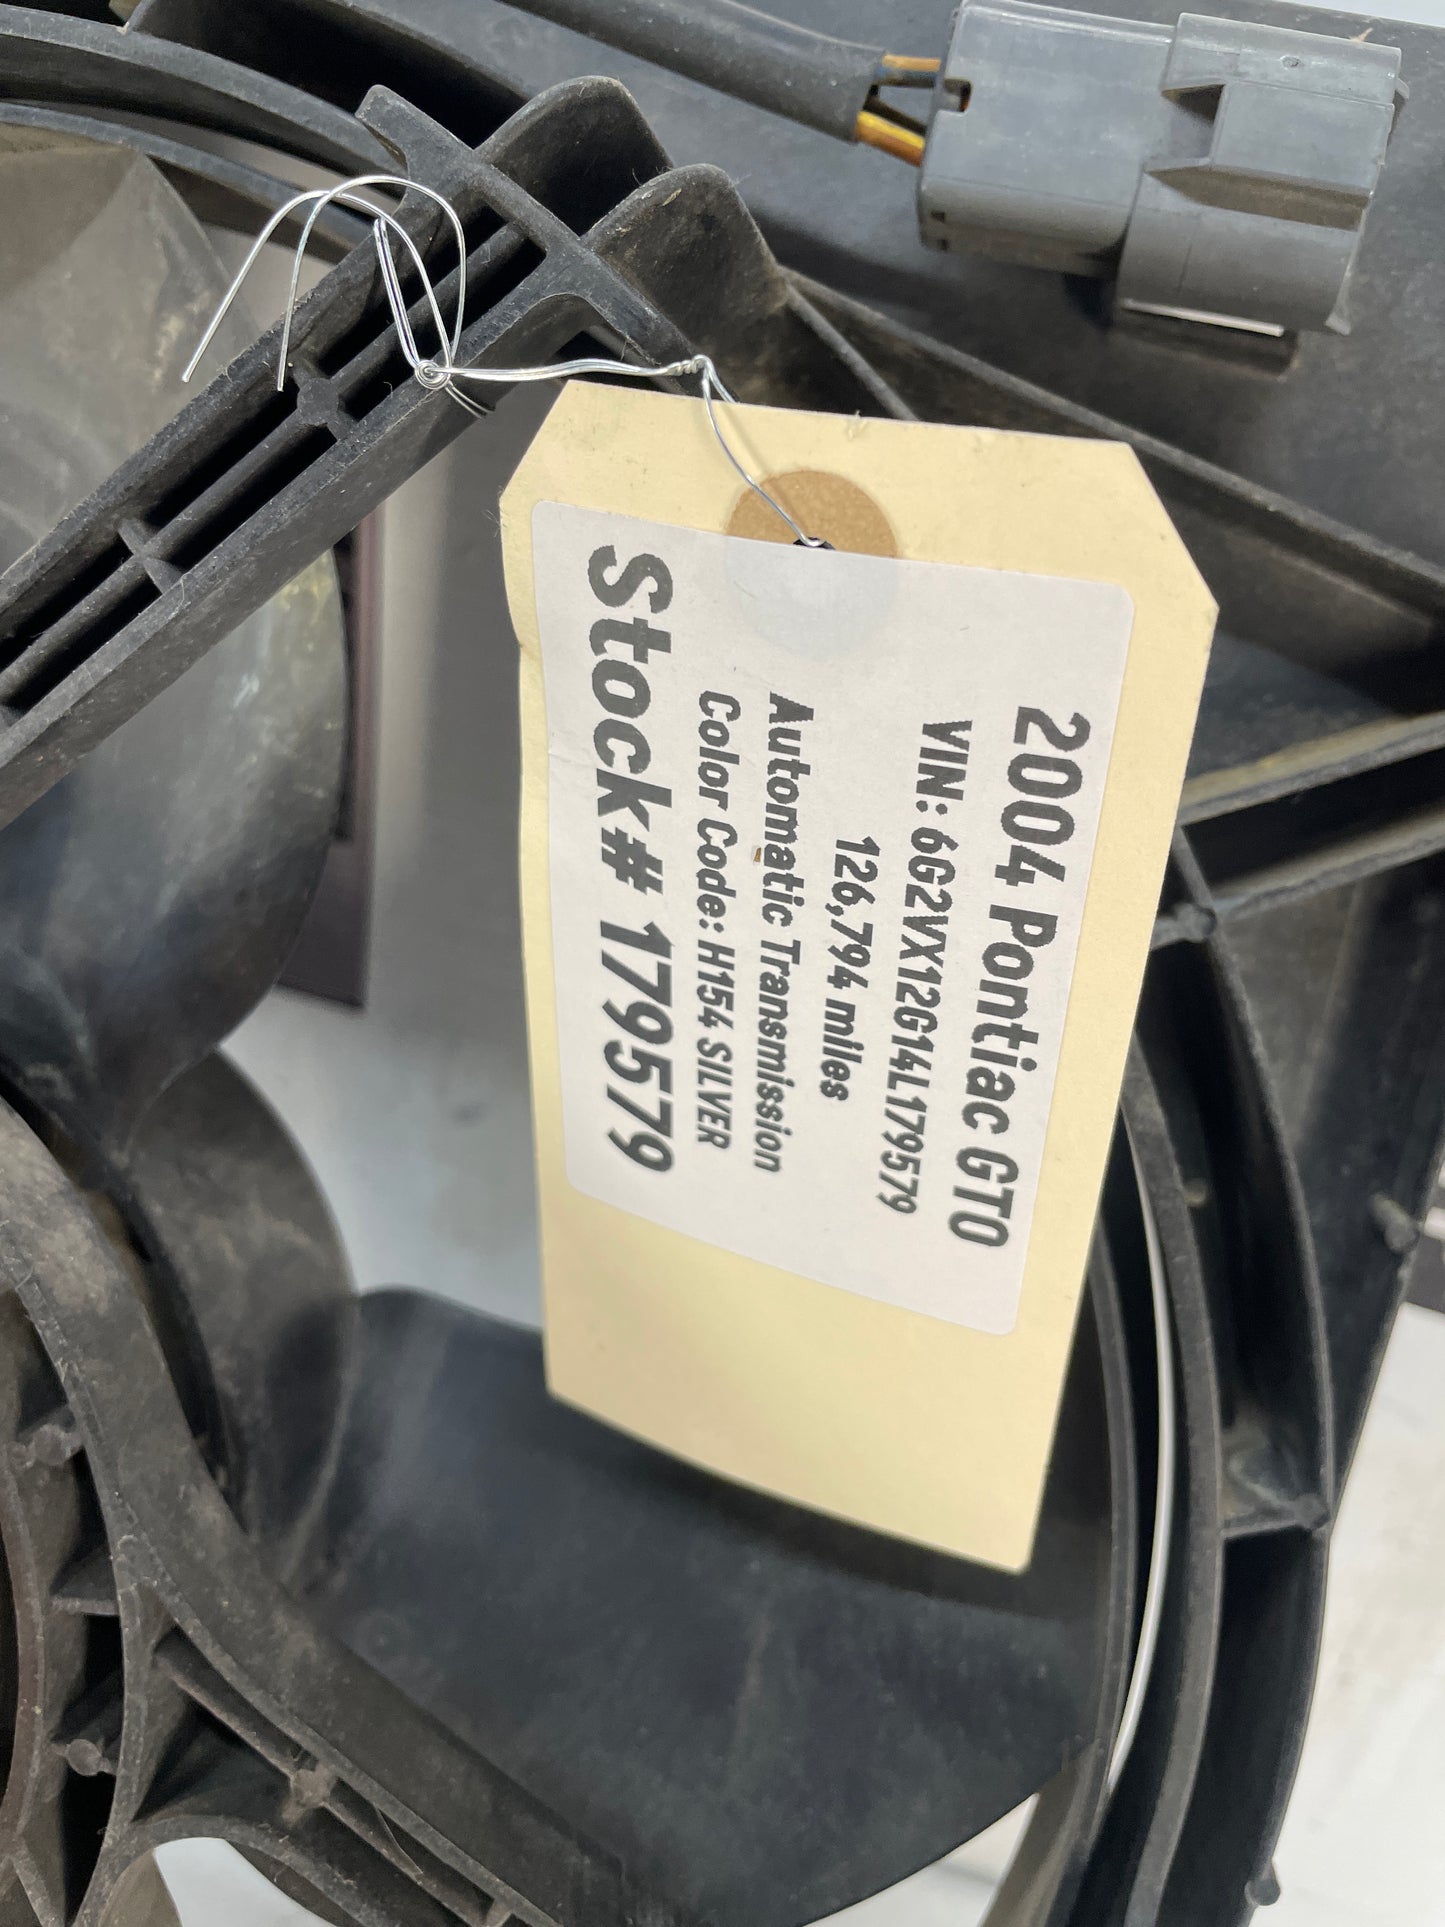 2004 Pontiac GTO
VIN: 6G2VX12G14L179579
126,794 miles
Automatic Transmission
Color Code: H154 SILVER
Stock# 179579